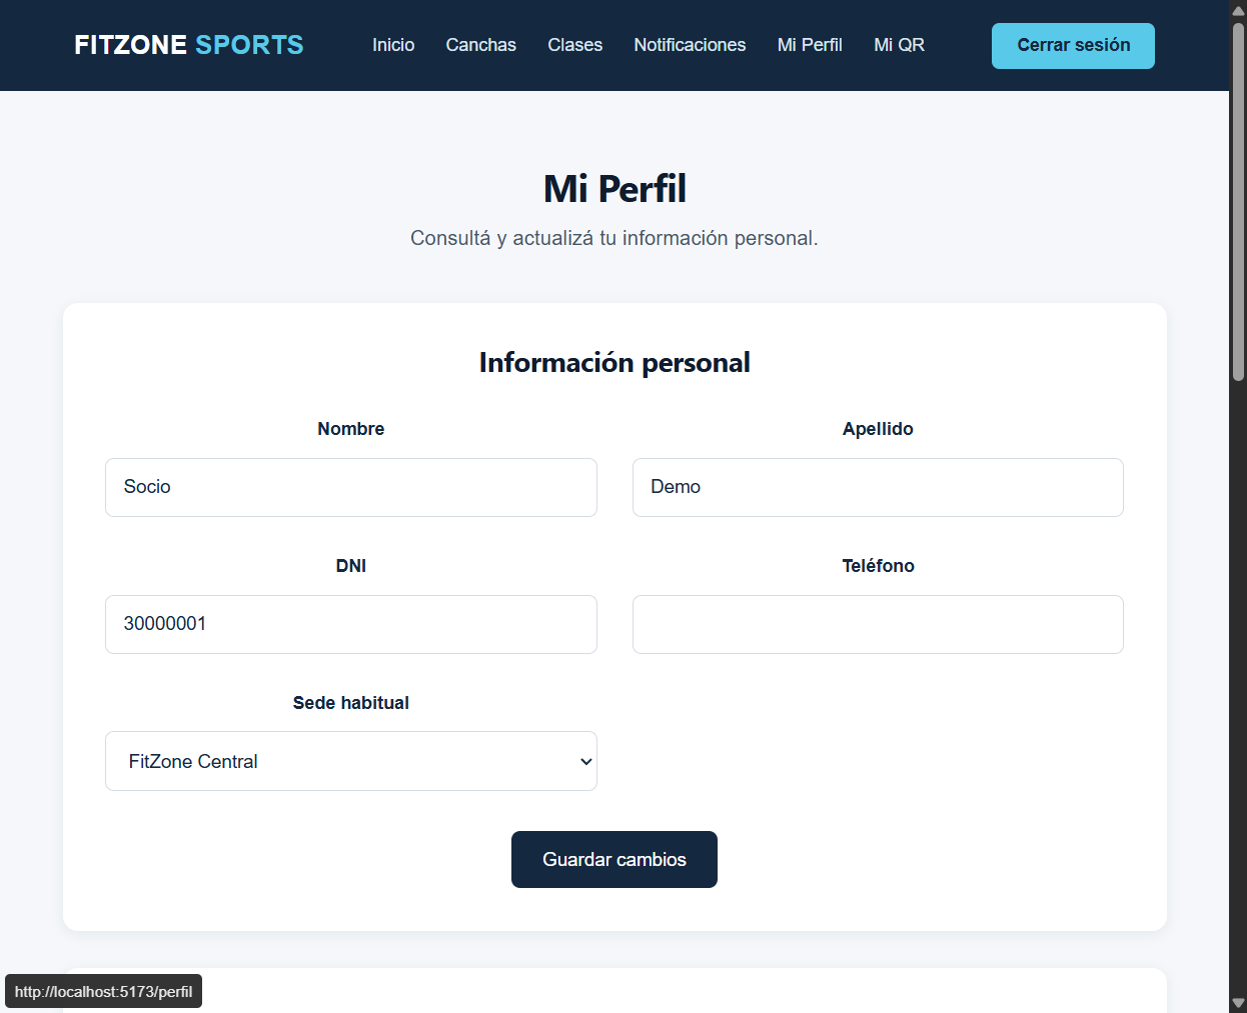 FITZONE SPORTS
Inicio Canchas Clases Notificaciones Mi Perfil Mi QR Cerrar sesión
Mi Perfil
Consultá y actualizá tu información personal.
Información personal
Nombre Apellido
Socio Demo
DNI Teléfono
30000001
Sede habitual
FitZone Central
Guardar cambios
http://localhost:5173/perfil